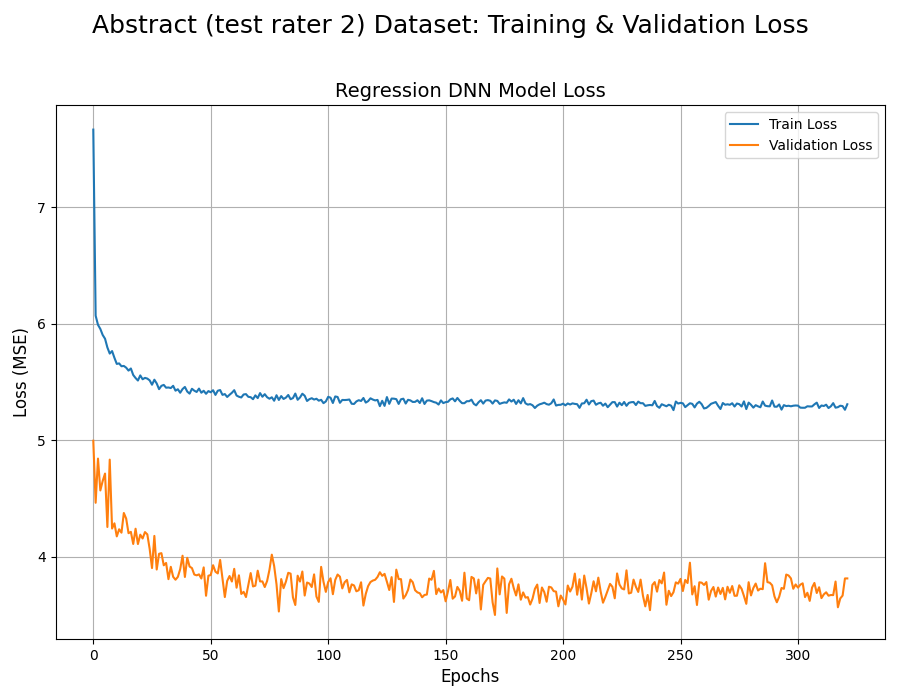 Abstract (test rater 2) Dataset: Training & Validation Loss
Regression DNN Model Loss
Train Loss
Validation Loss
Loss (MSE)
7
6
5
4
0 50 100 150 200 250 300
Epochs